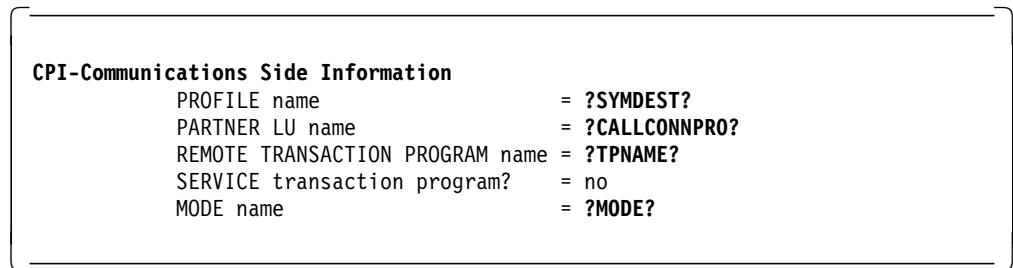 CPI-Communications Side Information
PROFILE name = ?SYMDEST?
PARTNER LU name = ?CALLCONNPRO?
REMOTE TRANSACTION PROGRAM name = ?TPNAME?
SERVICE transaction program? = no
MODE name = ?MODE?